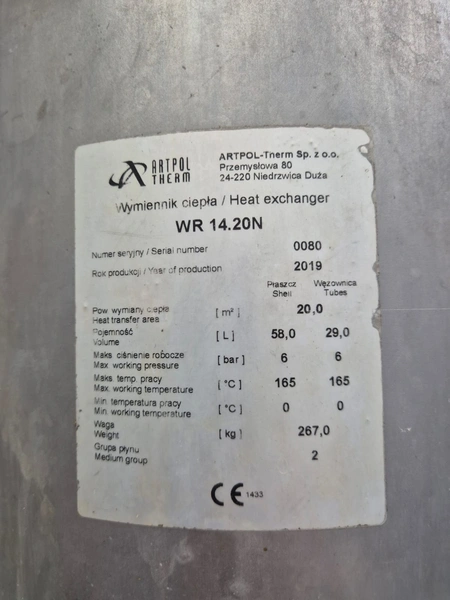 ARTPOL
THERM
ARTPOL-Therm Sp. z o.o.
Przemysłowa 80
24-220 Niedrzwica Duża
Wymiennik ciepła / Heat exchanger
WR 14.20N
Numer seryjny / Serial number 0080
Rok produkcji / Year of production 2019
Płaszcz Wężownica
Shell Tubes
Pow. wymiany ciepła
Heat transfer area [ m² ] 20,0
Pojemność
Volume [ L ] 58,0 29,0
Maks. ciśnienie robocze
Max. working pressure [ bar ] 6 6
Maks. temp. pracy
Max. working temperature [ °C ] 165 165
Min. temperatura pracy
Min. working temperature [ °C ] 0 0
Waga
Weight [ kg ] 267,0
Grupa płynu
Medium group 2
CE 1433